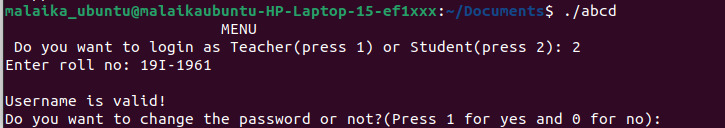 malaika_ubuntu@malaikaubuntu-HP-Laptop-15-ef1xxx:~/Documents$ ./abcd
MENU
Do you want to login as Teacher(press 1) or Student(press 2): 2
Enter roll no: 19I-1961
Username is valid!
Do you want to change the password or not?(Press 1 for yes and 0 for no):